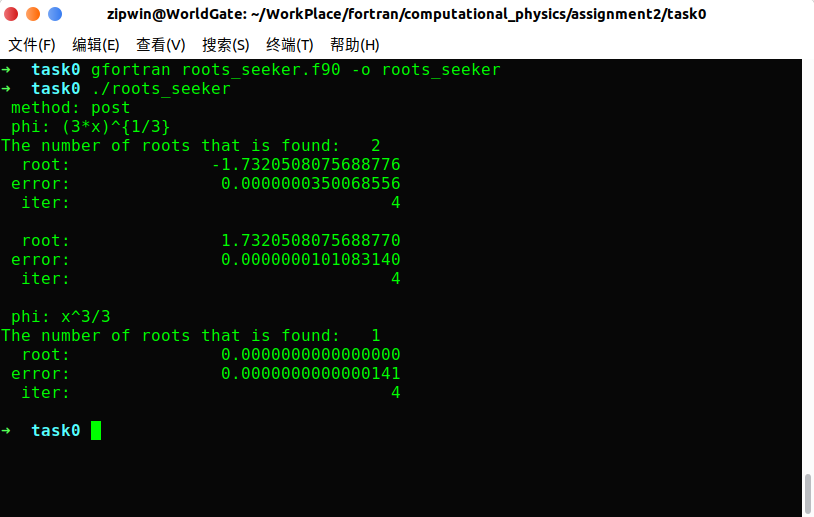 zipwin@WorldGate: ~/WorkPlace/fortran/computational_physics/assignment2/task0
文件(F) 编辑(E) 查看(V) 搜索(S) 终端(T) 帮助(H)
➜ task0 gfortran roots_seeker.f90 -o roots_seeker
➜ task0 ./roots_seeker
method: post
phi: (3*x)^{1/3}
The number of roots that is found: 2
root: -1.7320508075688776
error: 0.0000000350068556
iter: 4
root: 1.7320508075688770
error: 0.0000000101083140
iter: 4
phi: x^3/3
The number of roots that is found: 1
root: 0.0000000000000000
error: 0.0000000000000141
iter: 4
➜ task0